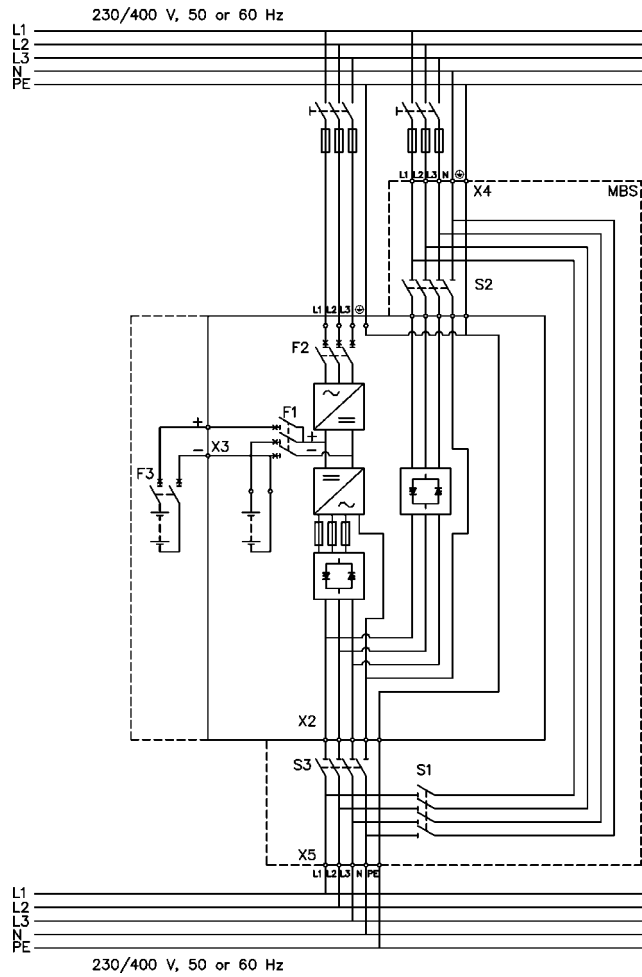 230/400 V, 50 or 60 Hz
L1
L2
L3
N
PE
L1 L2 L3 N
X4
MBS
S2
L1 L2 L3
F2
F1
+
+
−
−
X3
F3
X2
S3
S1
X5
L1 L2 L3 N PE
L1
L2
L3
N
PE
230/400 V, 50 or 60 Hz